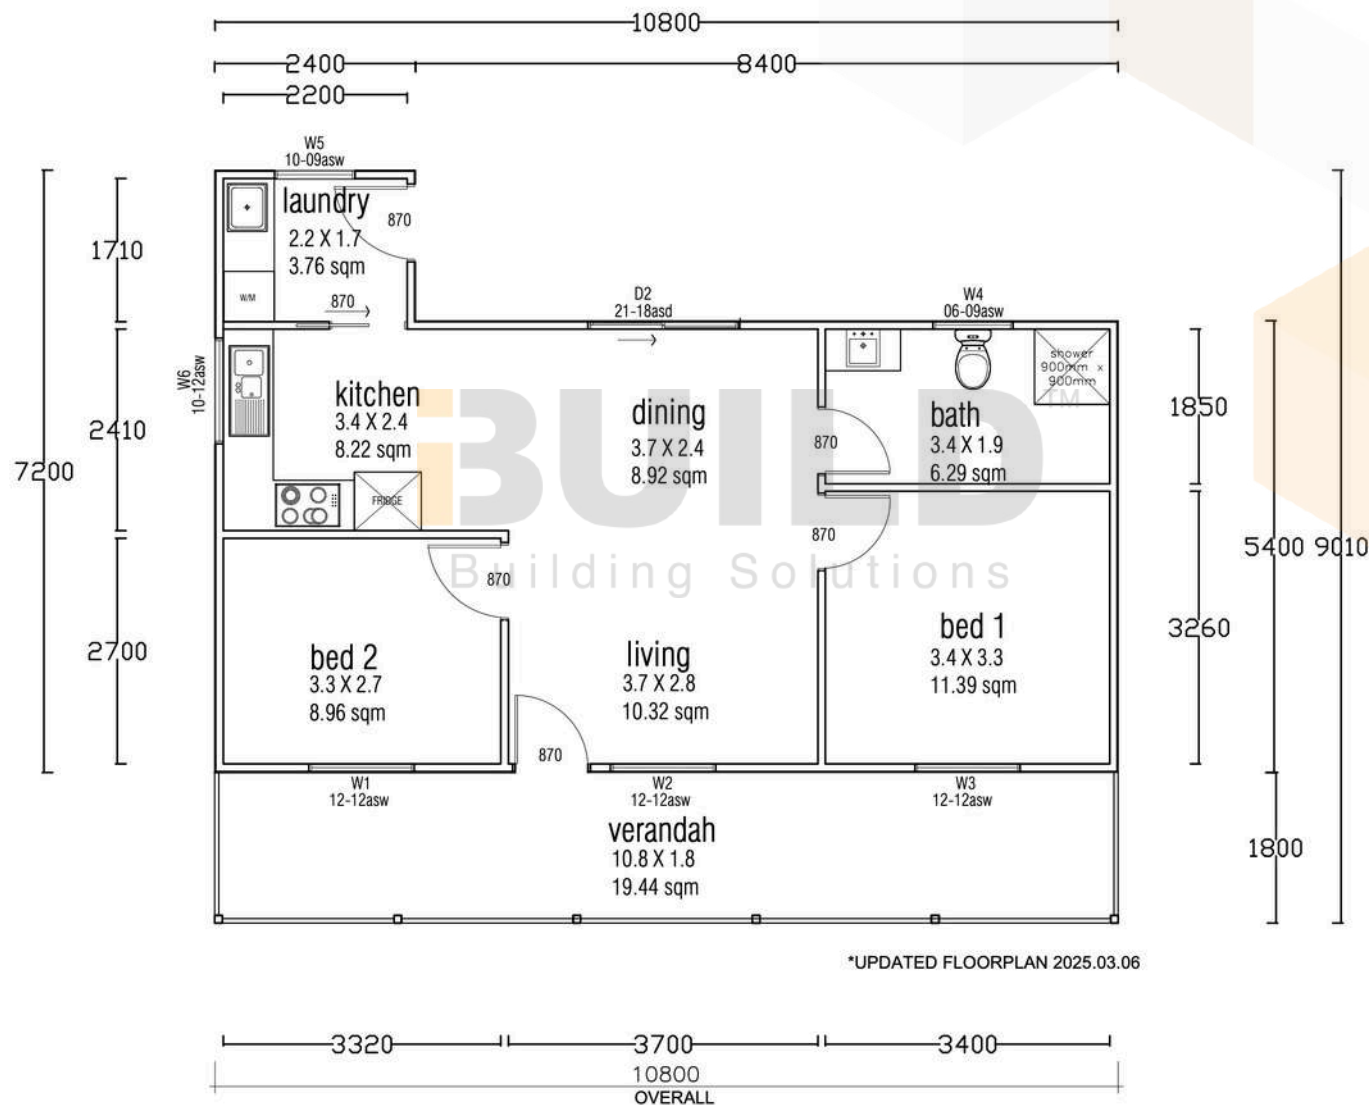 10800
2400
8400
2200
W5
10-09asw
laundry
2.2 X 1.7
3.76 sqm
870
W/M
870
1710
D2
21-18asd
W4
06-09asw
W6
10-12asw
kitchen
3.4 X 2.4
8.22 sqm
FRIDGE
dining
3.7 X 2.4
8.92 sqm
shower
900mm x
900mm
bath
3.4 X 1.9
6.29 sqm
870
870
870
iBUILD TM
Building Solutions
2410
7200
2700
1850
3260
5400
9010
1800
bed 2
3.3 X 2.7
8.96 sqm
living
3.7 X 2.8
10.32 sqm
870
bed 1
3.4 X 3.3
11.39 sqm
W1
12-12asw
W2
12-12asw
W3
12-12asw
verandah
10.8 X 1.8
19.44 sqm
*UPDATED FLOORPLAN 2025.03.06
3320
3700
3400
10800
OVERALL